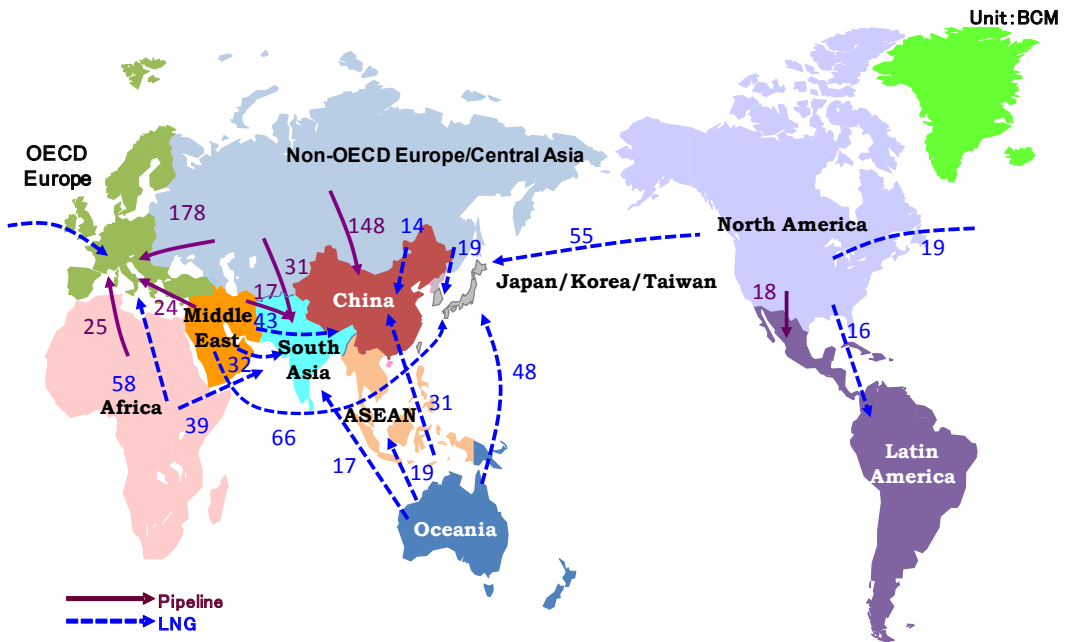 Unit:BCM
OECD
Europe
Non-OECD Europe/Central Asia
178
148
14
19
55
North America
19
Japan/Korea/Taiwan
31
17
China
18
24
Middle
East
43
25
South
Asia
32
16
58
Africa
39
66
ASEAN
31
48
17
19
Latin
America
Oceania
Pipeline
LNG